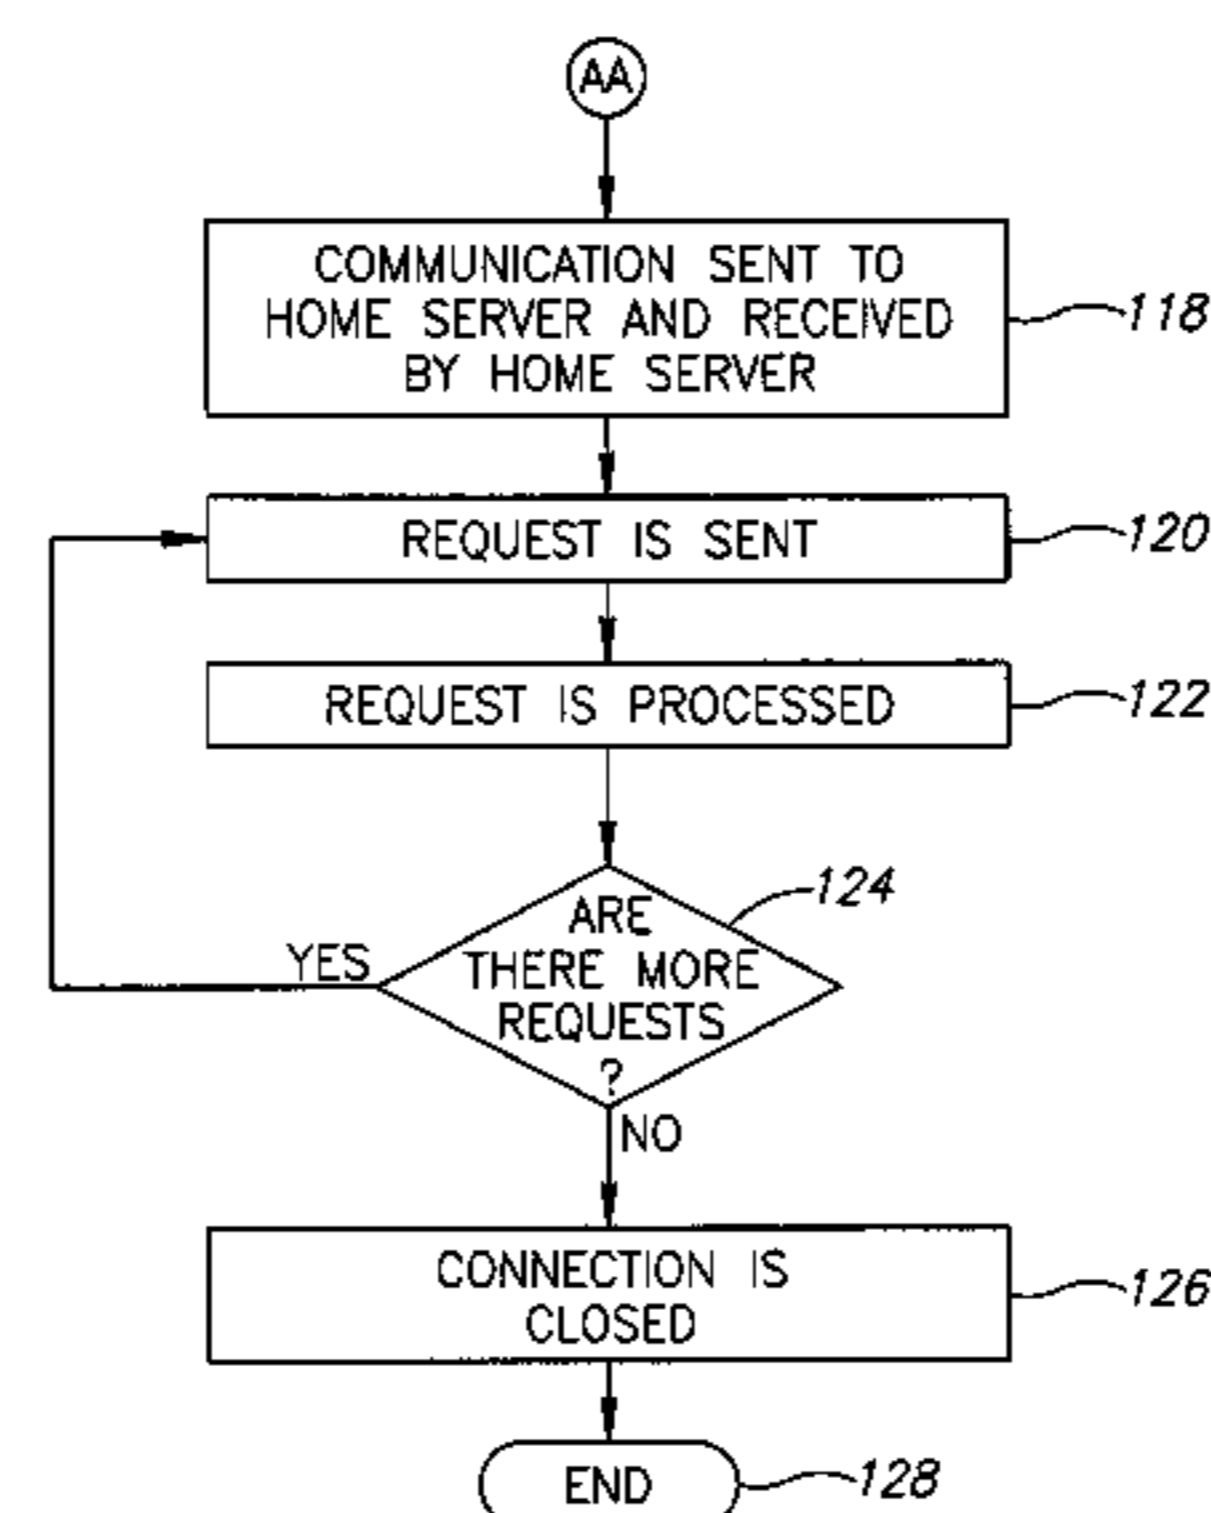 AA
COMMUNICATION SENT TO
HOME SERVER AND RECEIVED
BY HOME SERVER
118
REQUEST IS SENT
120
REQUEST IS PROCESSED
122
124
ARE
THERE MORE
REQUESTS
?
YES
NO
CONNECTION IS
CLOSED
126
END
128